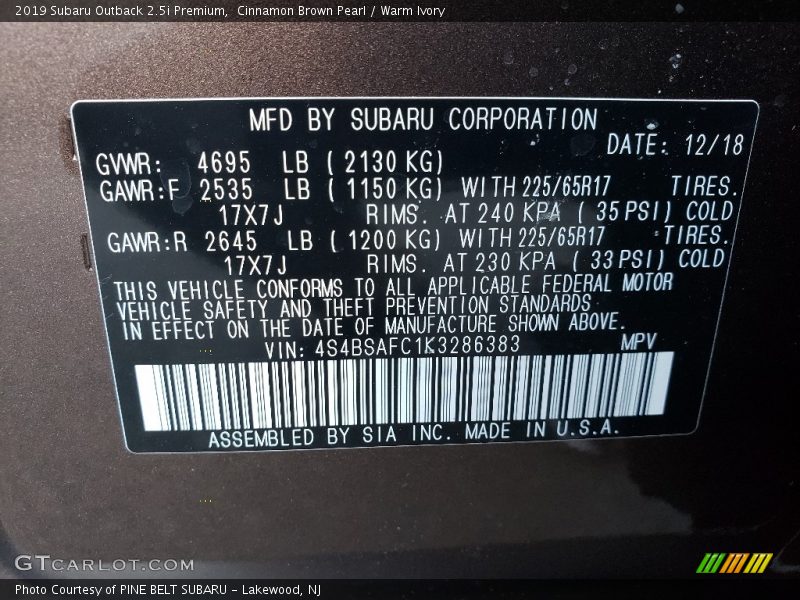 2019 Subaru Outback 2.5i Premium,  Cinnamon Brown Pearl / Warm Ivory
MFD BY SUBARU CORPORATION
DATE: 12/18
GVWR: 4695 LB ( 2130 KG)
GAWR:F 2535 LB ( 1150 KG) WITH 225/65R17 TIRES.
17X7J RIMS. AT 240 KPA ( 35 PSI) COLD
GAWR:R 2645 LB ( 1200 KG) WITH 225/65R17 TIRES.
17X7J RIMS. AT 230 KPA ( 33 PSI) COLD
THIS VEHICLE CONFORMS TO ALL APPLICABLE FEDERAL MOTOR
VEHICLE SAFETY AND THEFT PREVENTION STANDARDS
IN EFFECT ON THE DATE OF MANUFACTURE SHOWN ABOVE.
VIN: 4S4BSAFC1K3286383 MPV
ASSEMBLED BY SIA INC. MADE IN U.S.A.
GTCARLOT.COM
Photo Courtesy of PINE BELT SUBARU - Lakewood, NJ